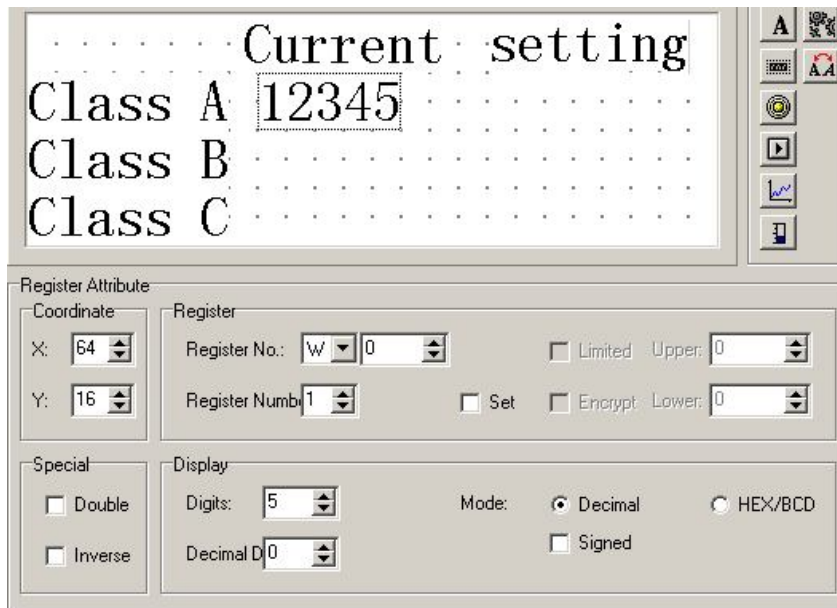 Current setting
Class A 12345
Class B
Class C
A
A A
Register Attribute
Coordinate
Register
X: 64
Register No.: W 0
Limited Upper: 0
Y: 16
Register Numb 1
Set
Encrypt Lower: 0
Special
Display
Double
Digits: 5
Mode: Decimal HEX/BCD
Inverse
Decimal D 0
Signed